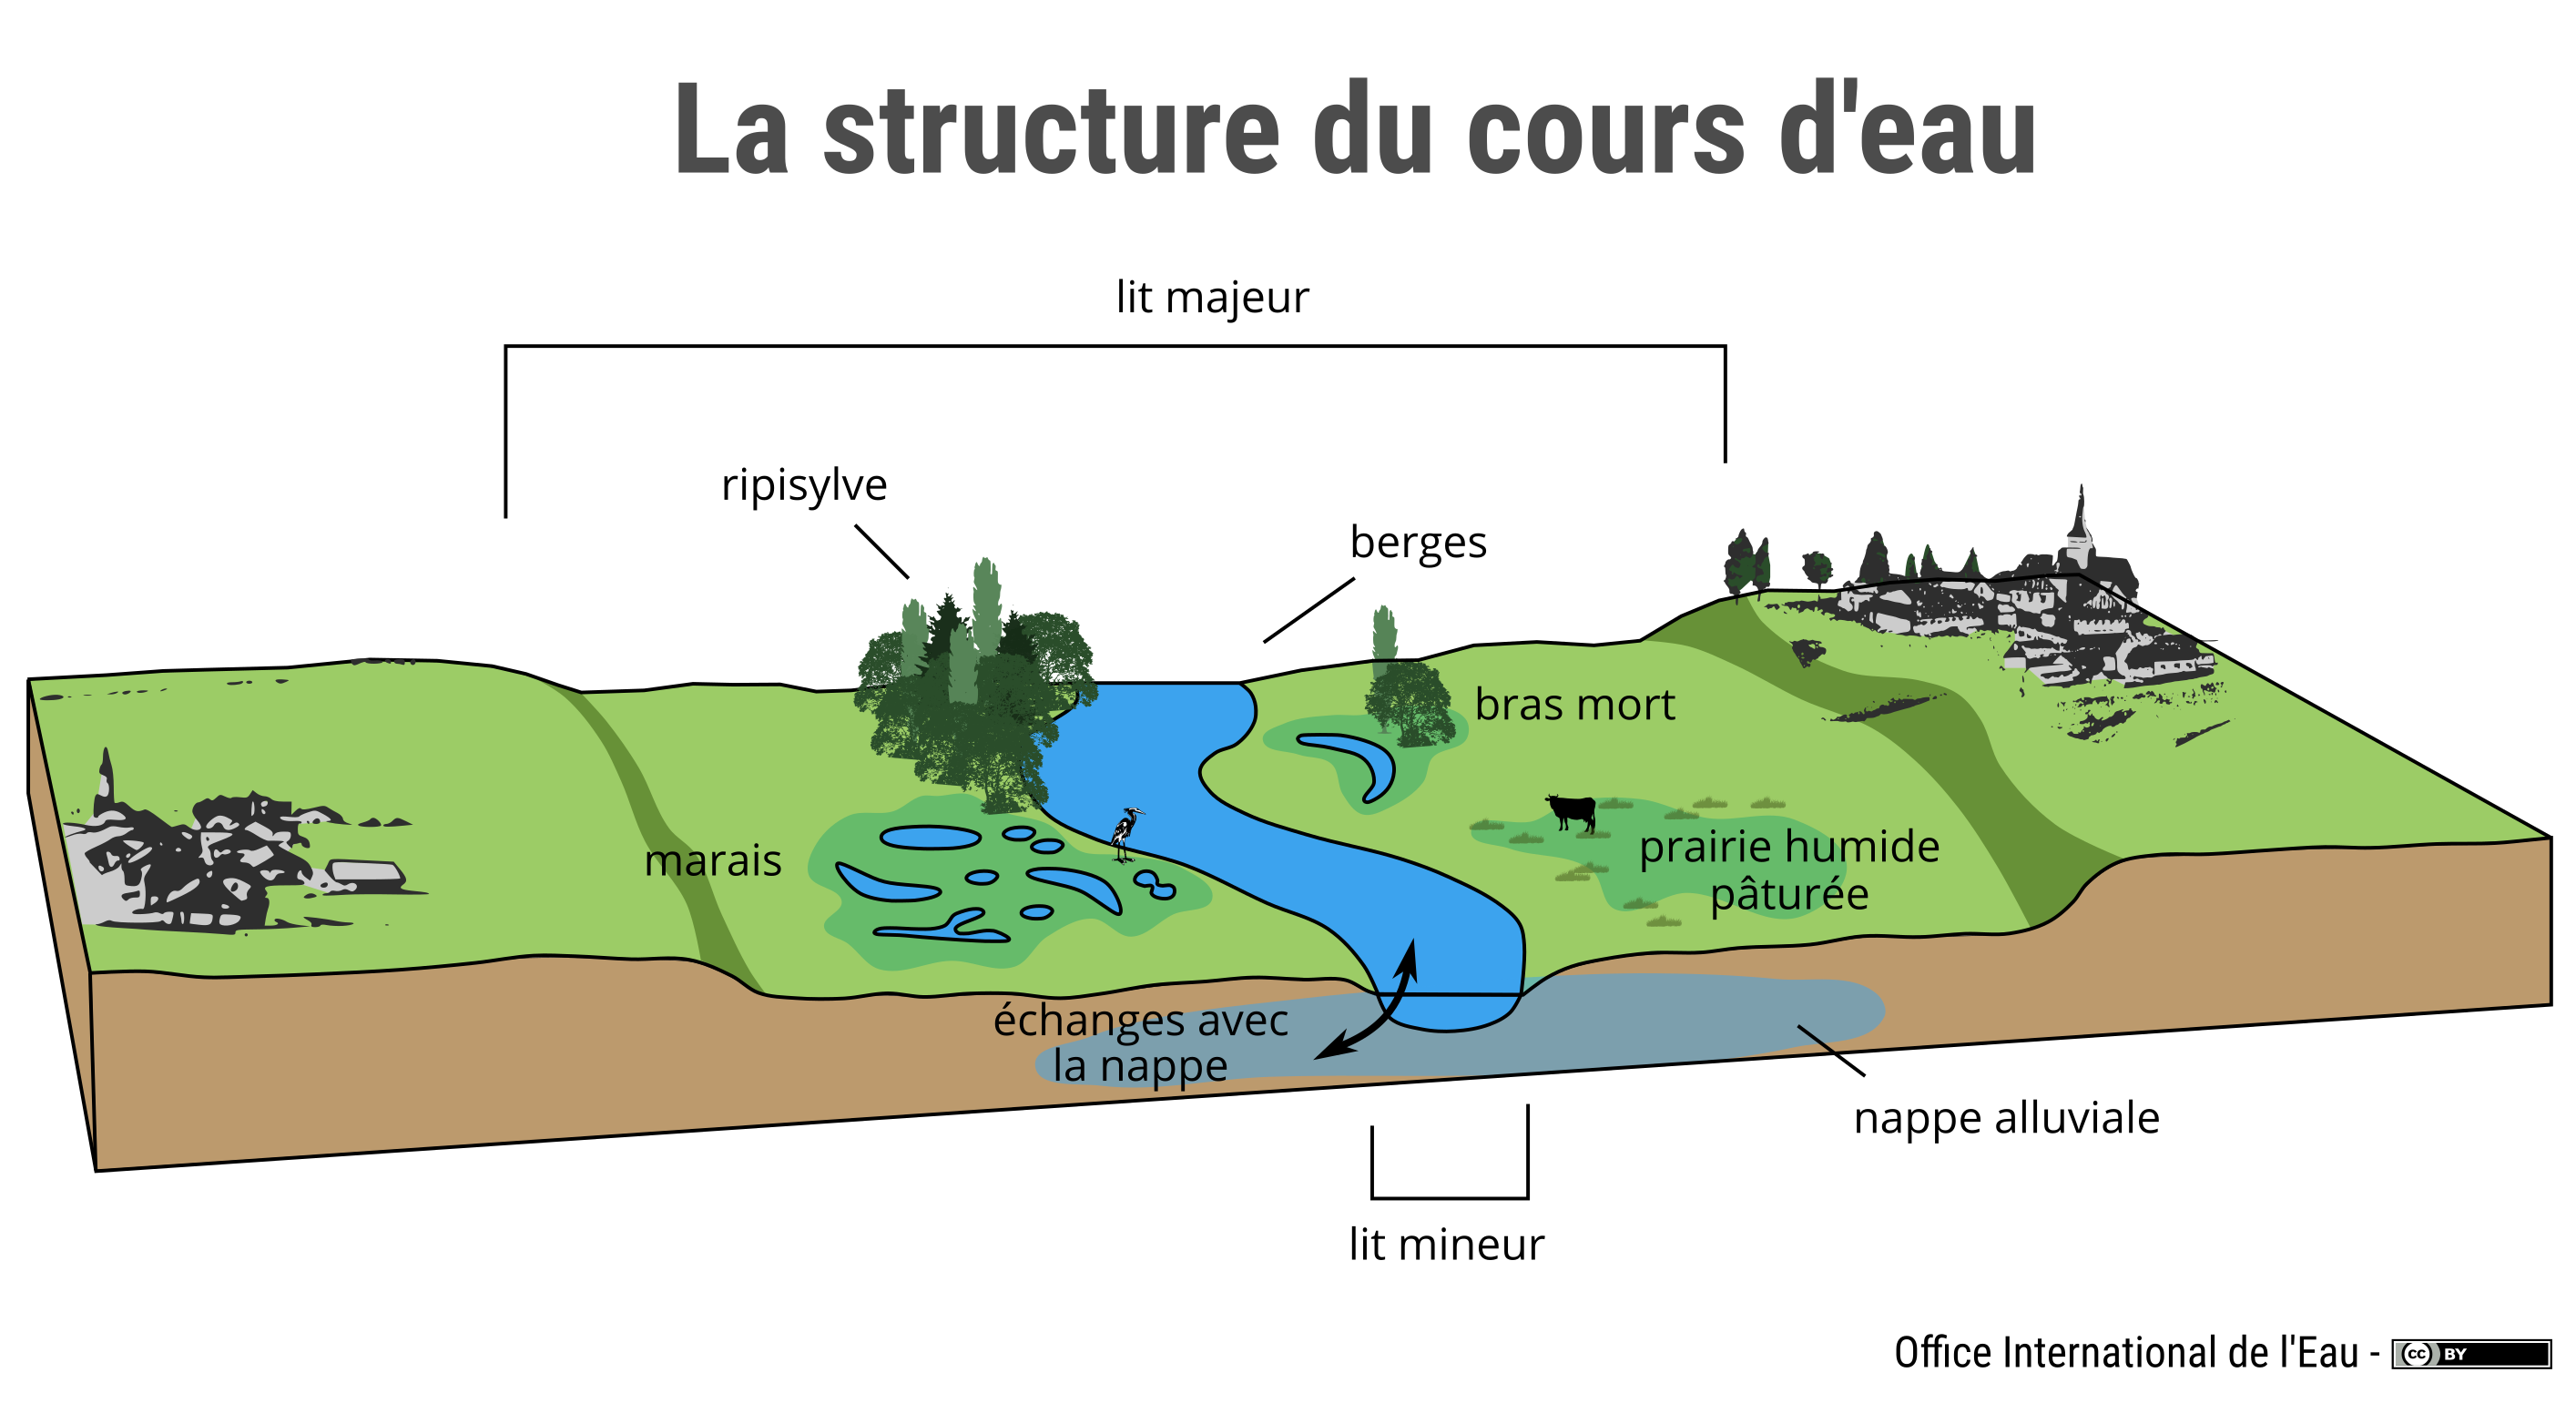 La structure du cours d'eau
lit majeur
ripisylve
berges
bras mort
marais
prairie humide
pâturée
échanges avec
la nappe
nappe alluviale
lit mineur
Office International de l'Eau - cc BY